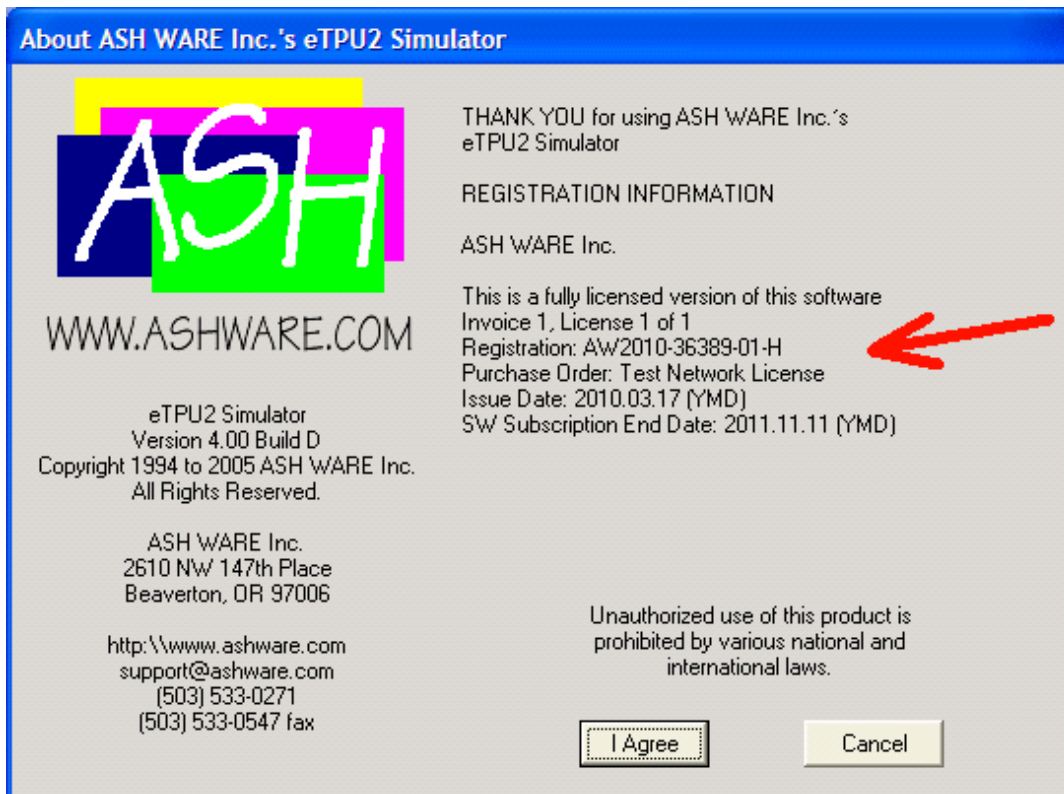 About ASH WARE Inc.'s eTPU2 Simulator
ASH
WWW.ASHWARE.COM
eTPU2 Simulator
Version 4.00 Build D
Copyright 1994 to 2005 ASH WARE Inc.
All Rights Reserved.
ASH WARE Inc.
2610 NW 147th Place
Beaverton, OR 97006
http:\\www.ashware.com
support@ashware.com
(503) 533-0271
(503) 533-0547 fax
THANK YOU for using ASH WARE Inc.'s
eTPU2 Simulator
REGISTRATION INFORMATION
ASH WARE Inc.
This is a fully licensed version of this software
Invoice 1, License 1 of 1
Registration: AW2010-36389-01-H
Purchase Order: Test Network License
Issue Date: 2010.03.17 (YMD)
SW Subscription End Date: 2011.11.11 (YMD)
Unauthorized use of this product is
prohibited by various national and
international laws.
I Agree
Cancel